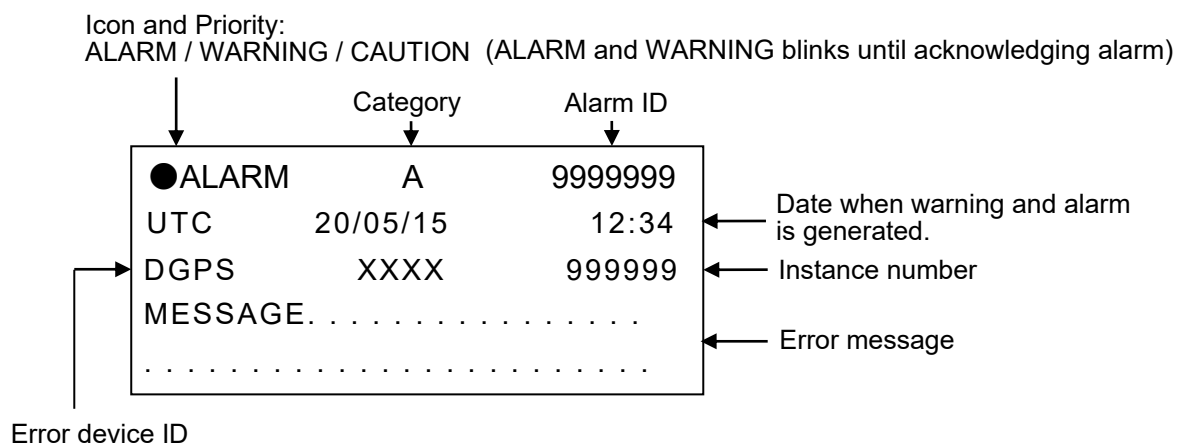 Icon and Priority:
ALARM / WARNING / CAUTION (ALARM and WARNING blinks until acknowledging alarm)
Category Alarm ID
●ALARM A 9999999
UTC 20/05/15 12:34
Date when warning and alarm
is generated.
DGPS XXXX 999999
Instance number
MESSAGE. . . . . . . . . . . . . . . . .
Error message
. . . . . . . . . . . . . . . . . . . . . . . .
Error device ID